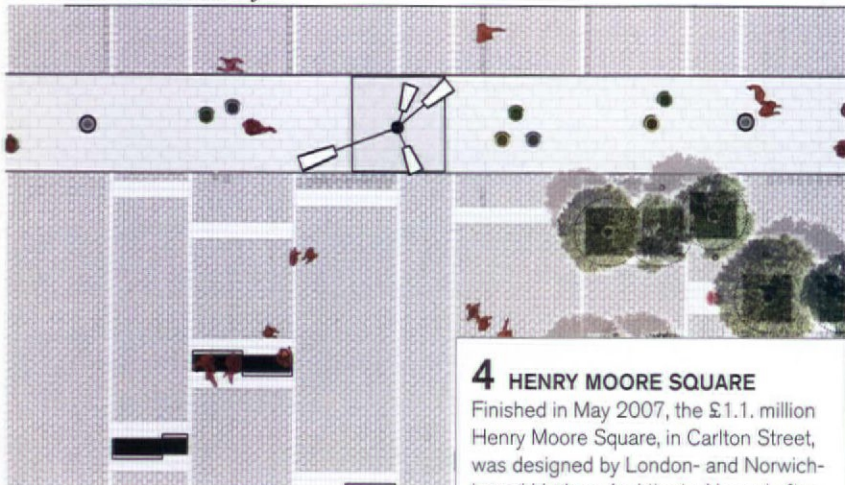 4 HENRY MOORE SQUARE
Finished in May 2007, the £1.1. million
Henry Moore Square, in Carlton Street,
was designed by London- and Norwich-